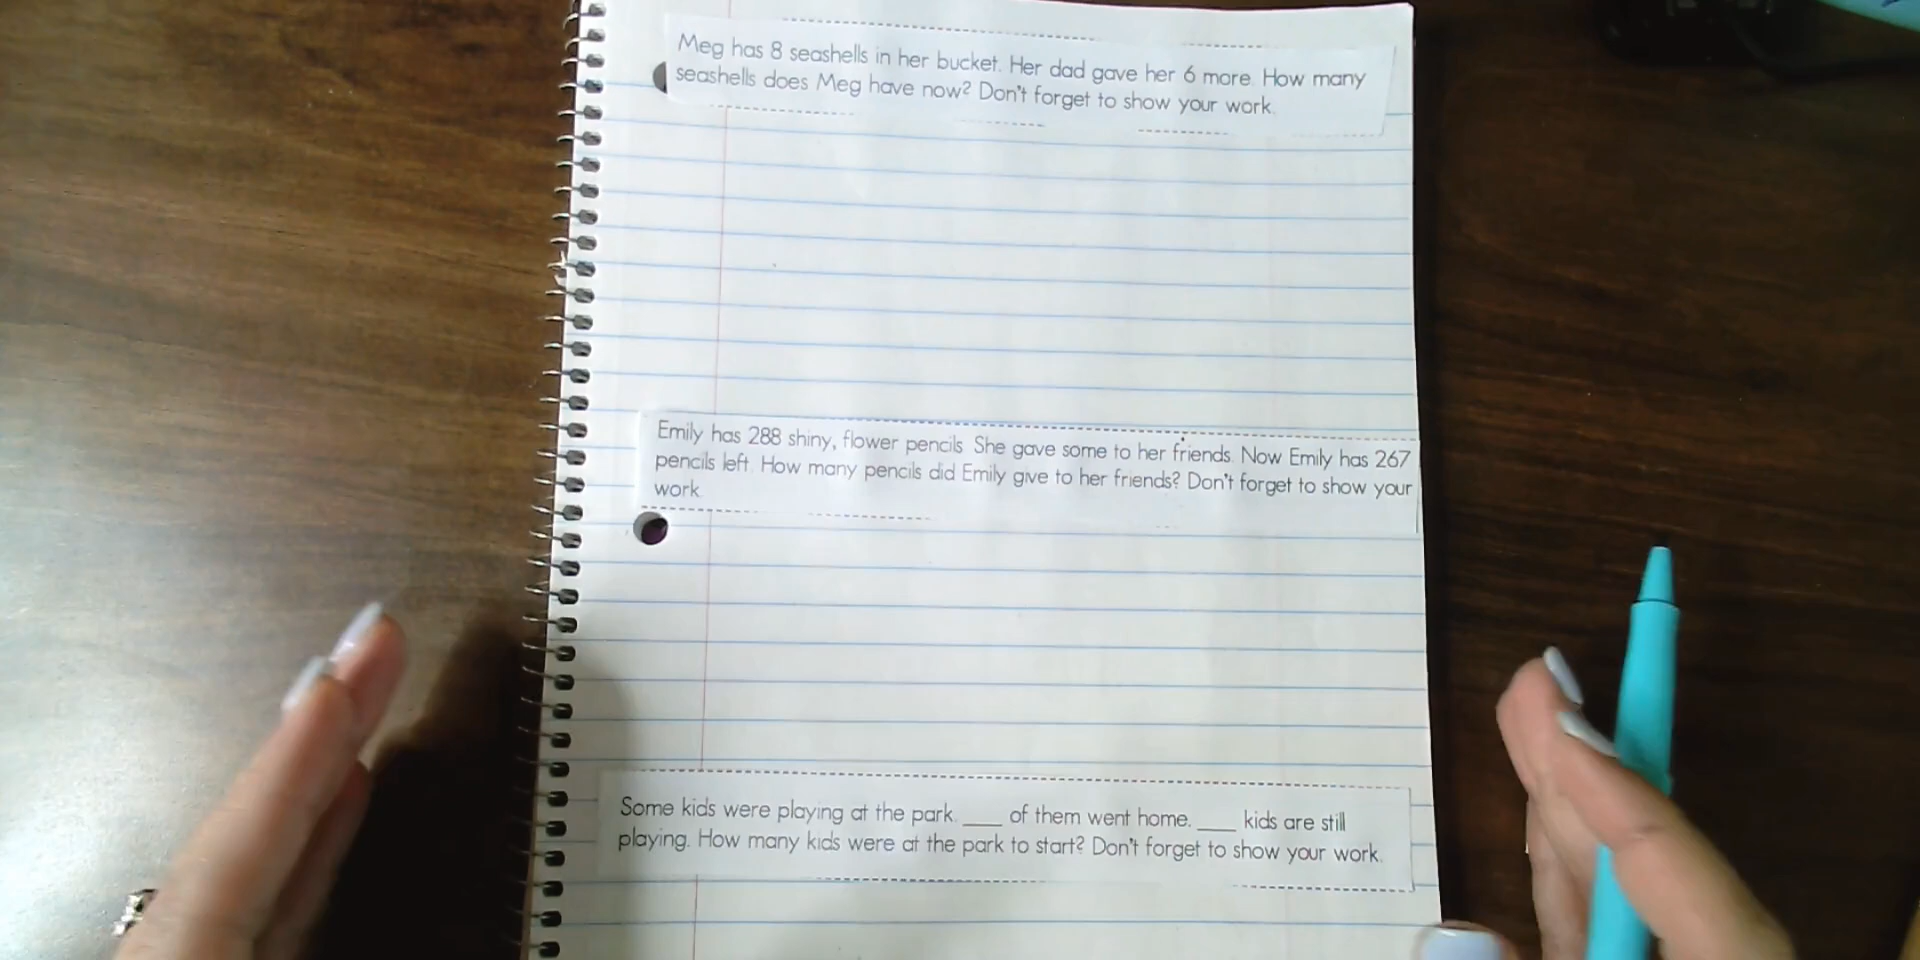 Meg has 8 seashells in her bucket. Her dad gave her 6 more. How many
seashells does Meg have now? Don't forget to show your work.
Emily has 288 shiny, flower pencils. She gave some to her friends. Now Emily has 267
pencils left. How many pencils did Emily give to her friends? Don't forget to show your
work.
Some kids were playing at the park. ____ of them went home. ____ kids are still
playing. How many kids were at the park to start? Don't forget to show your work.